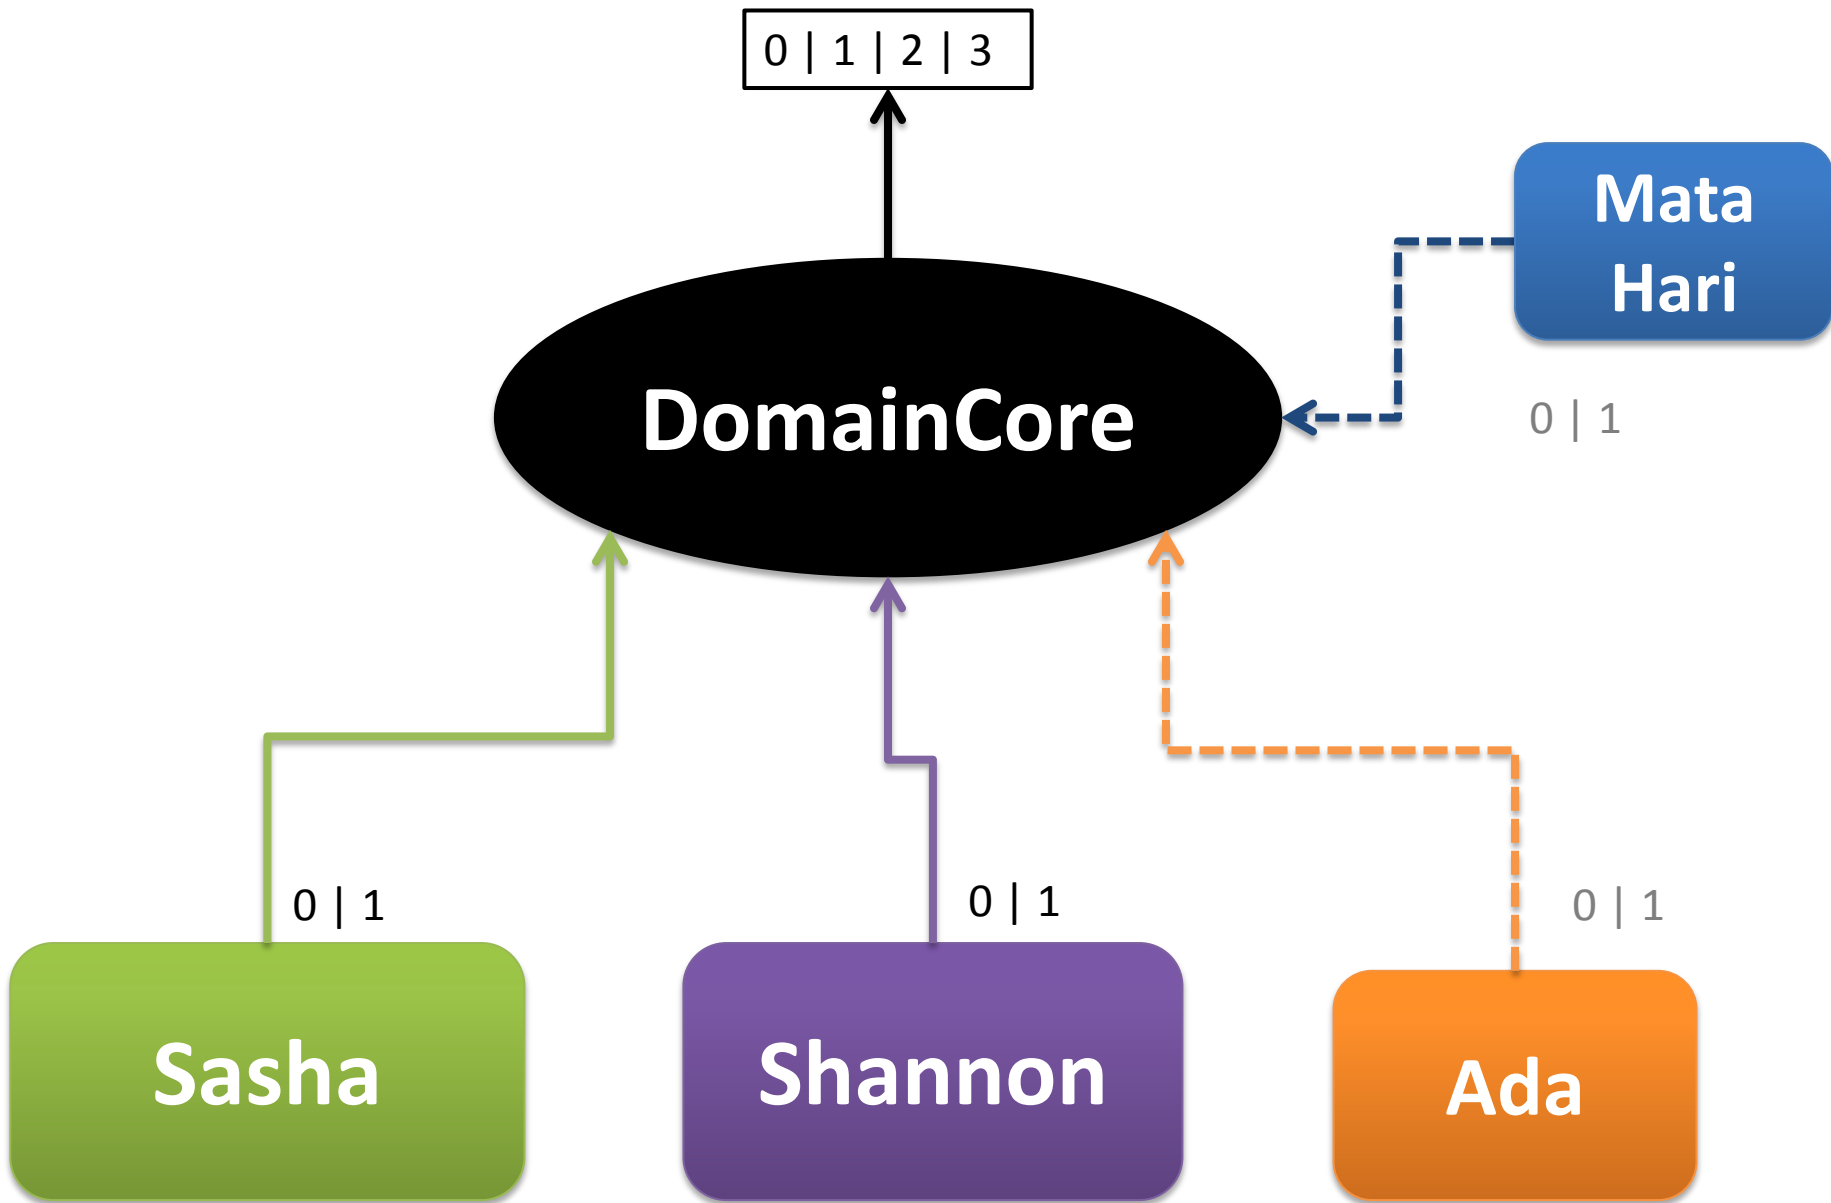 0 | 1 | 2 | 3
Mata
Hari
DomainCore
0 | 1
0 | 1
0 | 1
0 | 1
Sasha
Shannon
Ada